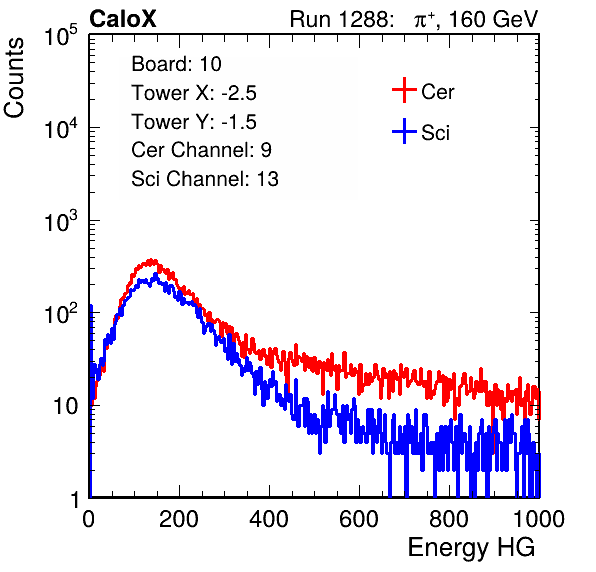 CaloX Run 1288: π⁺, 160 GeV
Counts
10⁵
10⁴
10³
10²
10
1
Board: 10
Tower X: -2.5
Tower Y: -1.5
Cer Channel: 9
Sci Channel: 13
Cer
Sci
0 200 400 600 800 1000
Energy HG